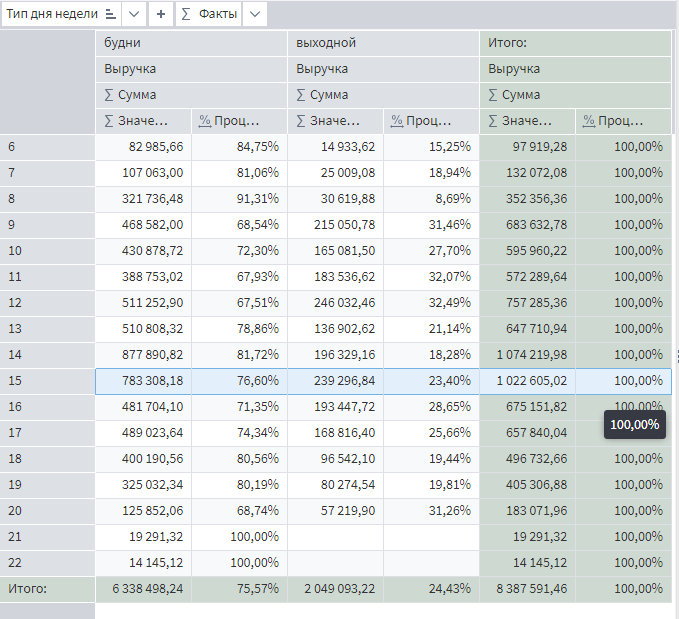 Тип дня недели + Σ Факты
будни выходной Итого:
Выручка Выручка Выручка
Σ Сумма Σ Сумма Σ Сумма
Σ Значе... % Проц... Σ Значе... % Проц... Σ Значе... % Проц...
6 82 985,66 84,75% 14 933,62 15,25% 97 919,28 100,00%
7 107 063,00 81,06% 25 009,08 18,94% 132 072,08 100,00%
8 321 736,48 91,31% 30 619,88 8,69% 352 356,36 100,00%
9 468 582,00 68,54% 215 050,78 31,46% 683 632,78 100,00%
10 430 878,72 72,30% 165 081,50 27,70% 595 960,22 100,00%
11 388 753,02 67,93% 183 536,62 32,07% 572 289,64 100,00%
12 511 252,90 67,51% 246 032,46 32,49% 757 285,36 100,00%
13 510 808,32 78,86% 136 902,62 21,14% 647 710,94 100,00%
14 877 890,82 81,72% 196 329,16 18,28% 1 074 219,98 100,00%
15 783 308,18 76,60% 239 296,84 23,40% 1 022 605,02 100,00%
16 481 704,10 71,35% 193 447,72 28,65% 675 151,82 100,00%
17 489 023,64 74,34% 168 816,40 25,66% 657 840,04 100,00%
18 400 190,56 80,56% 96 542,10 19,44% 496 732,66 100,00%
19 325 032,34 80,19% 80 274,54 19,81% 405 306,88 100,00%
20 125 852,06 68,74% 57 219,90 31,26% 183 071,96 100,00%
21 19 291,32 100,00% 19 291,32 100,00%
22 14 145,12 100,00% 14 145,12 100,00%
Итого: 6 338 498,24 75,57% 2 049 093,22 24,43% 8 387 591,46 100,00%